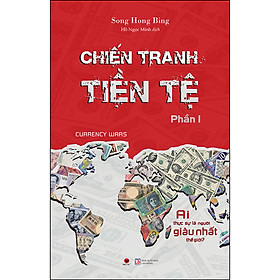 Song Hong Bing
Hồ Ngọc Minh dịch
CHIẾN TRANH
TIỀN TỆ
Phần I
CURRENCY WARS
Ai
thực sự là người
giàu nhất
thế giới?